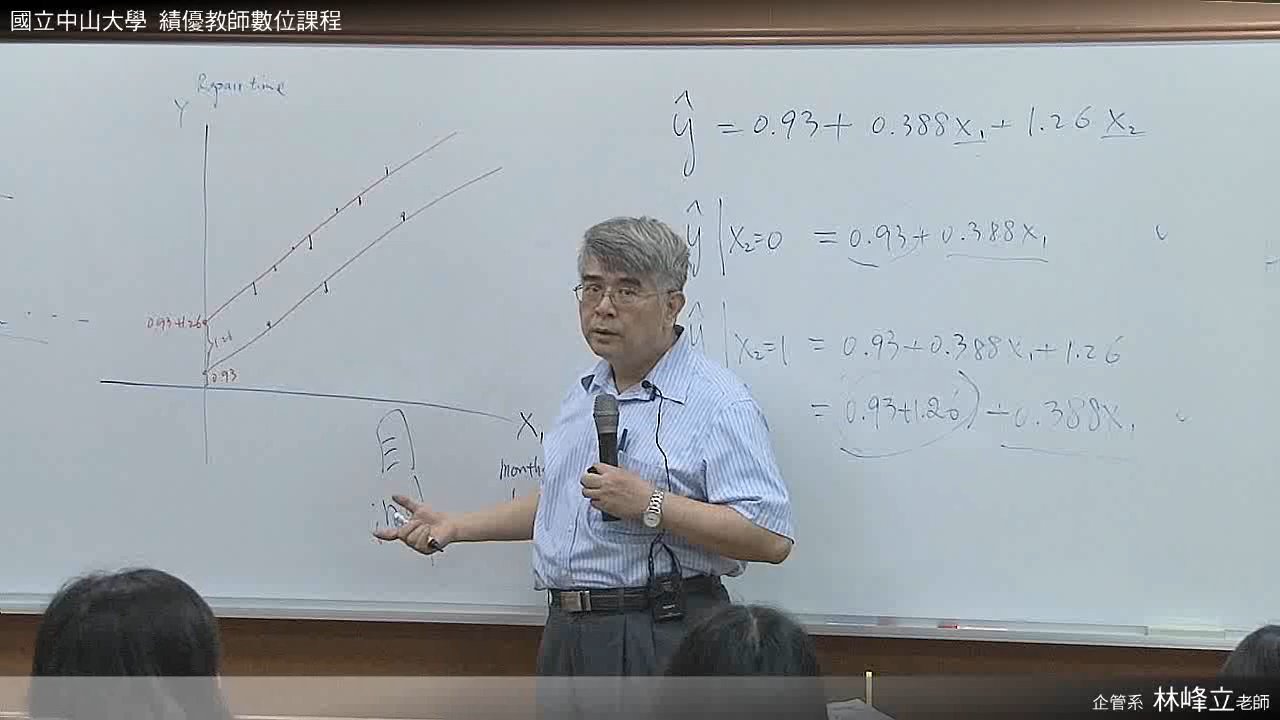 國立中山大學 績優教師數位課程
Repair time
Y
ŷ = 0.93 + 0.388 X₁ + 1.26 X₂
ŷ | X₂=0 = 0.93 + 0.388 X₁
ŷ | X₂=1 = 0.93 + 0.388 X₁ + 1.26
= (0.93+1.26) + 0.388 X₁
0.93+1.26
1.26
0.93
X₁
企管系 林峰立老師